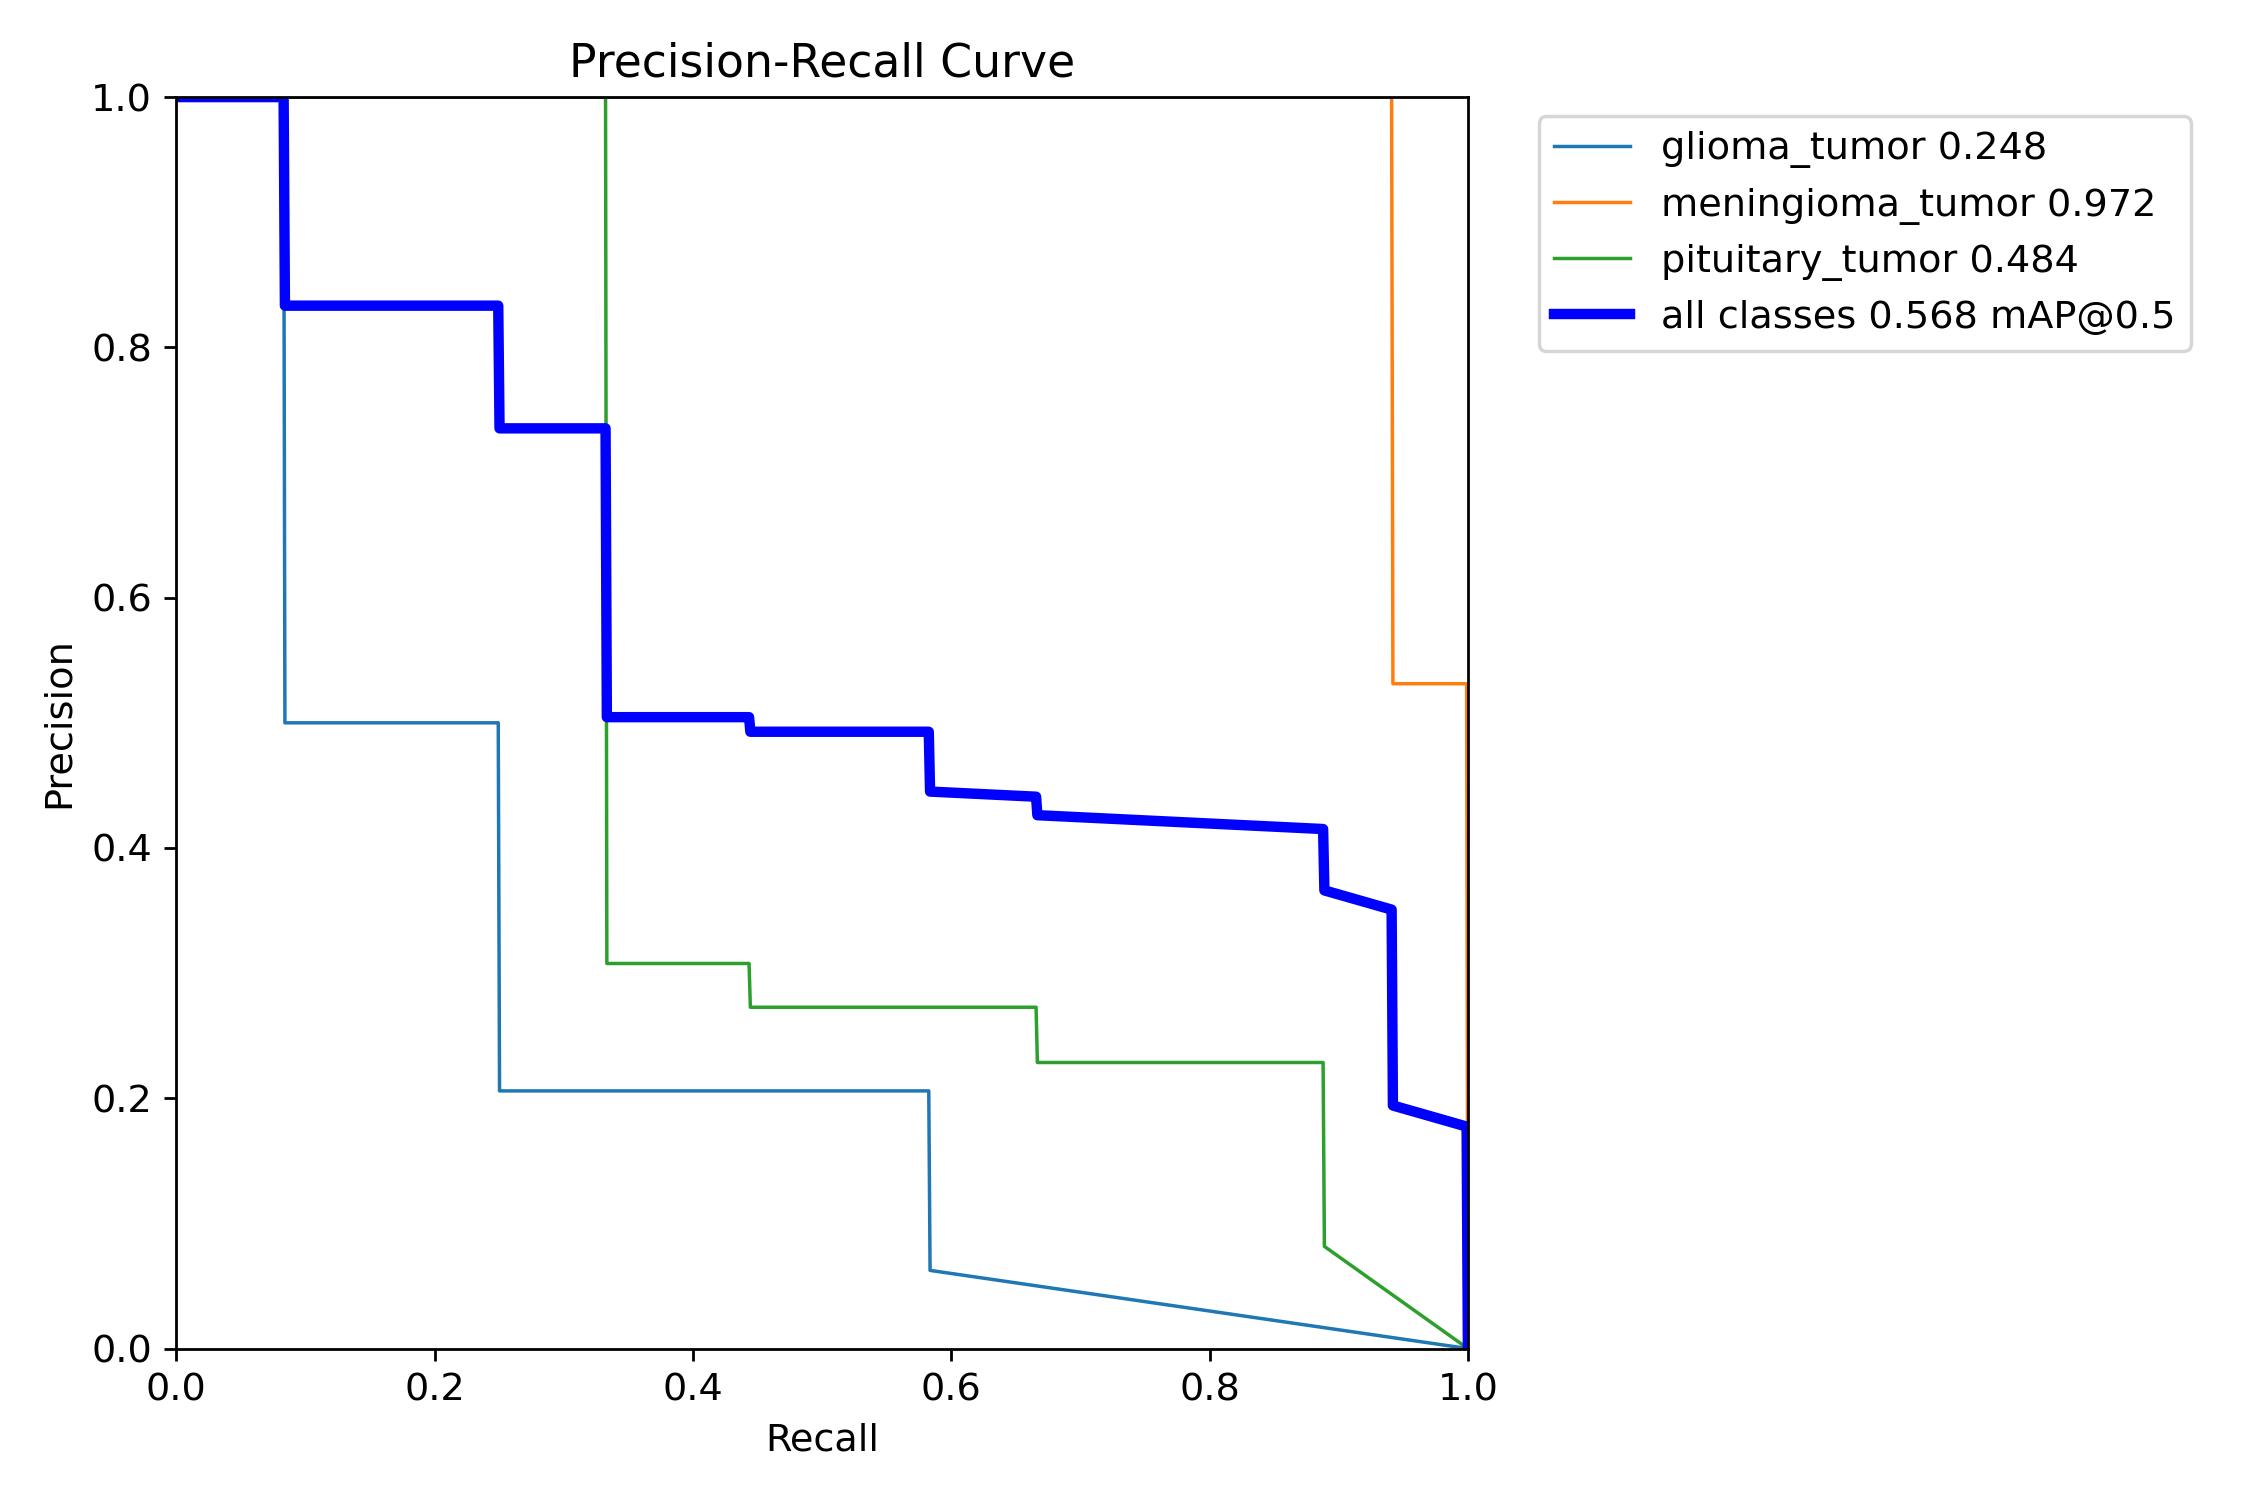 Precision-Recall Curve
1.0
0.8
0.6
0.4
0.2
0.0
Precision
0.0 0.2 0.4 0.6 0.8 1.0
Recall
glioma_tumor 0.248
meningioma_tumor 0.972
pituitary_tumor 0.484
all classes 0.568 mAP@0.5